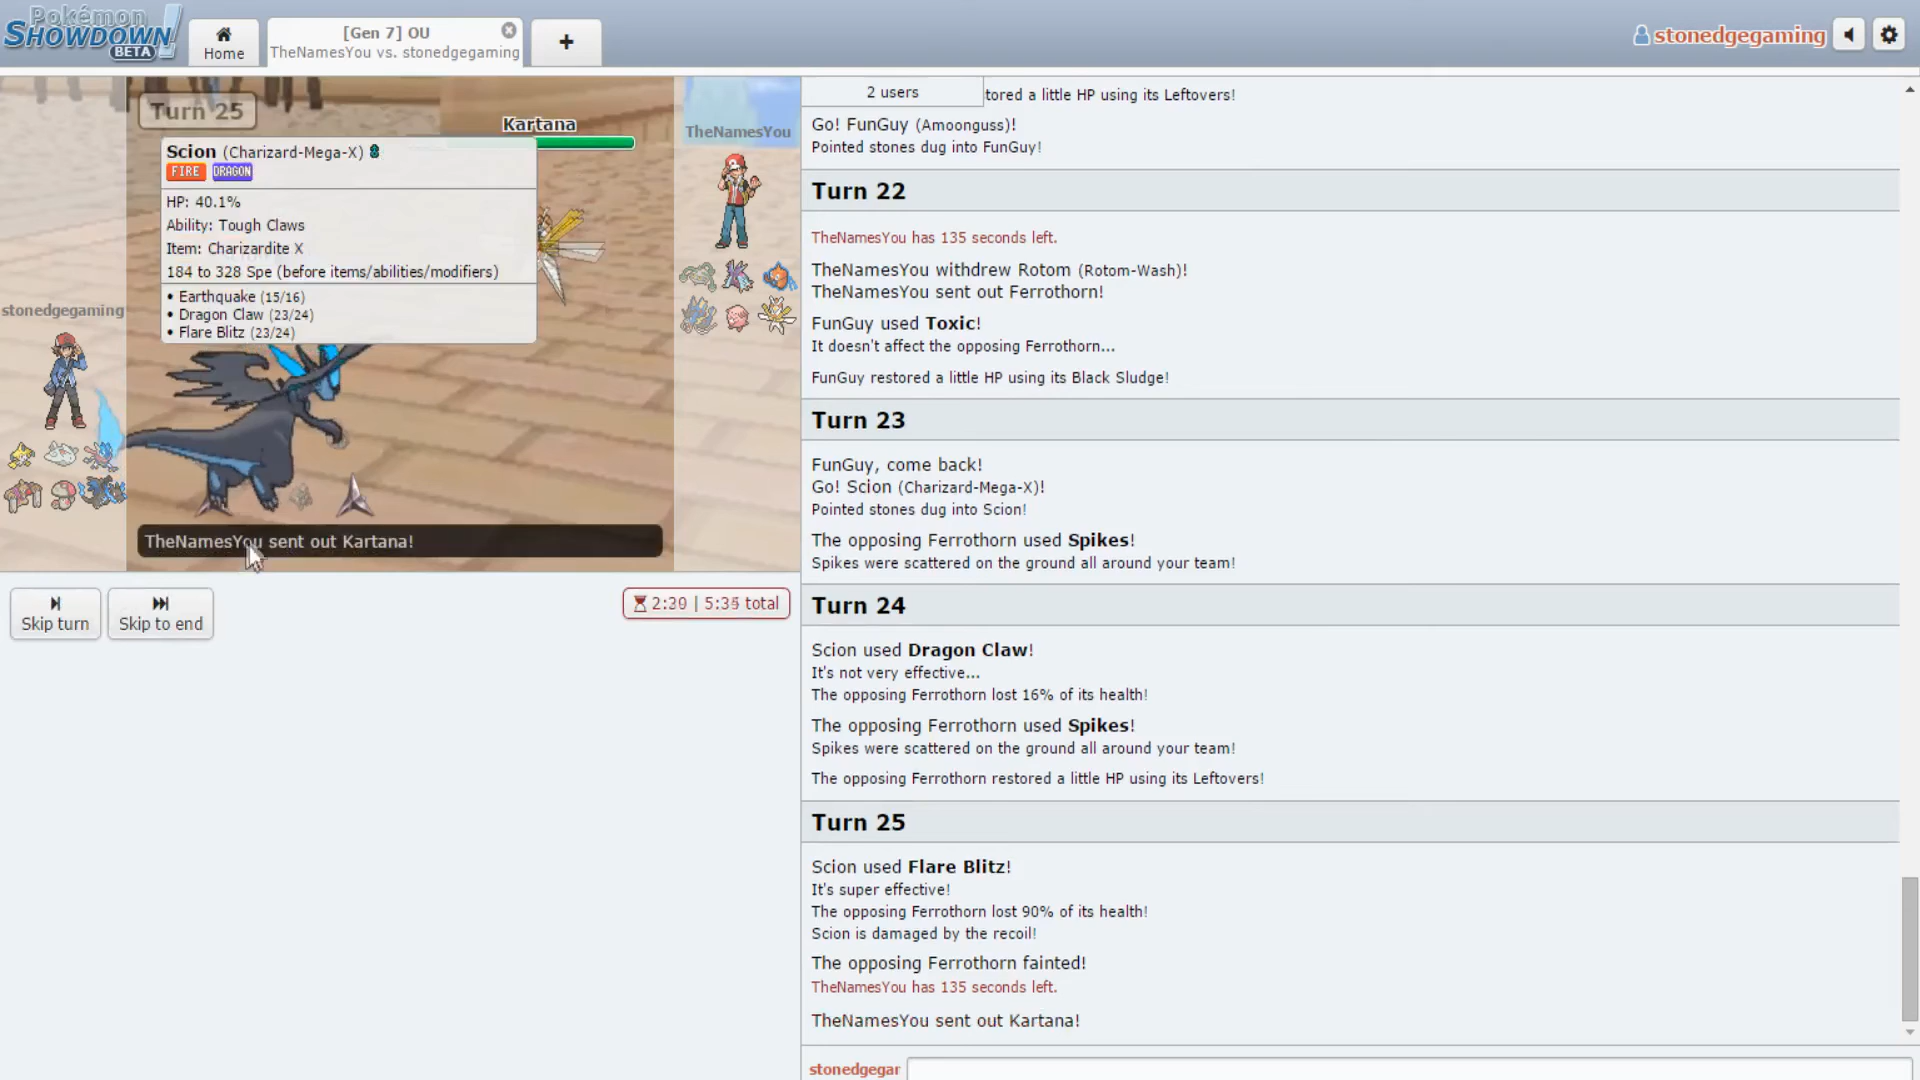 Pokémon
SHOWDOWN!
BETA
Home
[Gen 7] OU
TheNamesYou vs. stonedgegaming
+
stonedgegaming
Turn 25
Kartana
Scion (Charizard-Mega-X)
FIRE DRAGON
HP: 40.1%
Ability: Tough Claws
Item: Charizardite X
184 to 328 Spe (before items/abilities/modifiers)
• Earthquake (15/16)
• Dragon Claw (23/24)
• Flare Blitz (23/24)
TheNamesYou
stonedgegaming
TheNamesYou sent out Kartana!
Skip turn
Skip to end
total
2 users
tored a little HP using its Leftovers!
Go! FunGuy (Amoonguss)!
Pointed stones dug into FunGuy!
Turn 22
TheNamesYou has 135 seconds left.
TheNamesYou withdrew Rotom (Rotom-Wash)!
TheNamesYou sent out Ferrothorn!
FunGuy used Toxic!
It doesn't affect the opposing Ferrothorn...
FunGuy restored a little HP using its Black Sludge!
Turn 23
FunGuy, come back!
Go! Scion (Charizard-Mega-X)!
Pointed stones dug into Scion!
The opposing Ferrothorn used Spikes!
Spikes were scattered on the ground all around your team!
Turn 24
Scion used Dragon Claw!
It's not very effective...
The opposing Ferrothorn lost 16% of its health!
The opposing Ferrothorn used Spikes!
Spikes were scattered on the ground all around your team!
The opposing Ferrothorn restored a little HP using its Leftovers!
Turn 25
Scion used Flare Blitz!
It's super effective!
The opposing Ferrothorn lost 90% of its health!
Scion is damaged by the recoil!
The opposing Ferrothorn fainted!
TheNamesYou has 135 seconds left.
TheNamesYou sent out Kartana!
stonedgegar